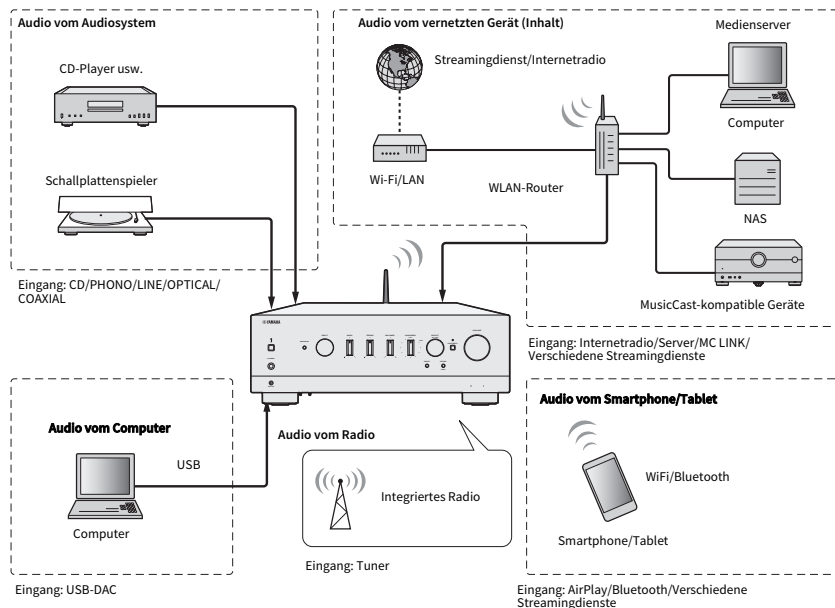 Audio vom Audiosystem
CD-Player usw.
Schallplattenspieler
Eingang: CD/PHONO/LINE/OPTICAL/
COAXIAL
Audio vom vernetzten Gerät (Inhalt)
Streamingdienst/Internetradio
Wi-Fi/LAN
WLAN-Router
Medienserver
Computer
NAS
MusicCast-kompatible Geräte
Eingang: Internetradio/Server/MC LINK/
Verschiedene Streamingdienste
YAMAHA
Audio vom Computer
USB
Computer
Eingang: USB-DAC
Audio vom Radio
Integriertes Radio
Eingang: Tuner
Audio vom Smartphone/Tablet
WiFi/Bluetooth
Smartphone/Tablet
Eingang: AirPlay/Bluetooth/Verschiedene
Streamingdienste